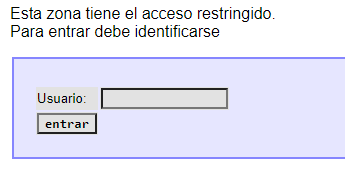 Esta zona tiene el acceso restringido.
Para entrar debe identificarse
Usuario:
entrar